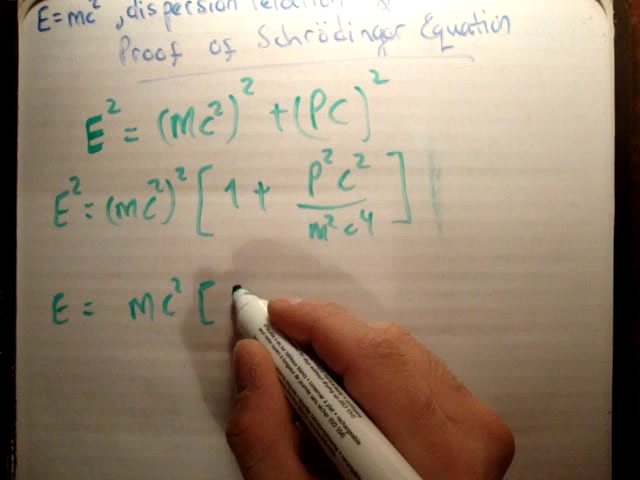 E=mc², dispersion relation &
Proof of Schrödinger Equation
E² = (mc²)² + (Pc)²
E² = (mc²)² [ 1 + P²c² / m²c⁴ ]
E = mc² [